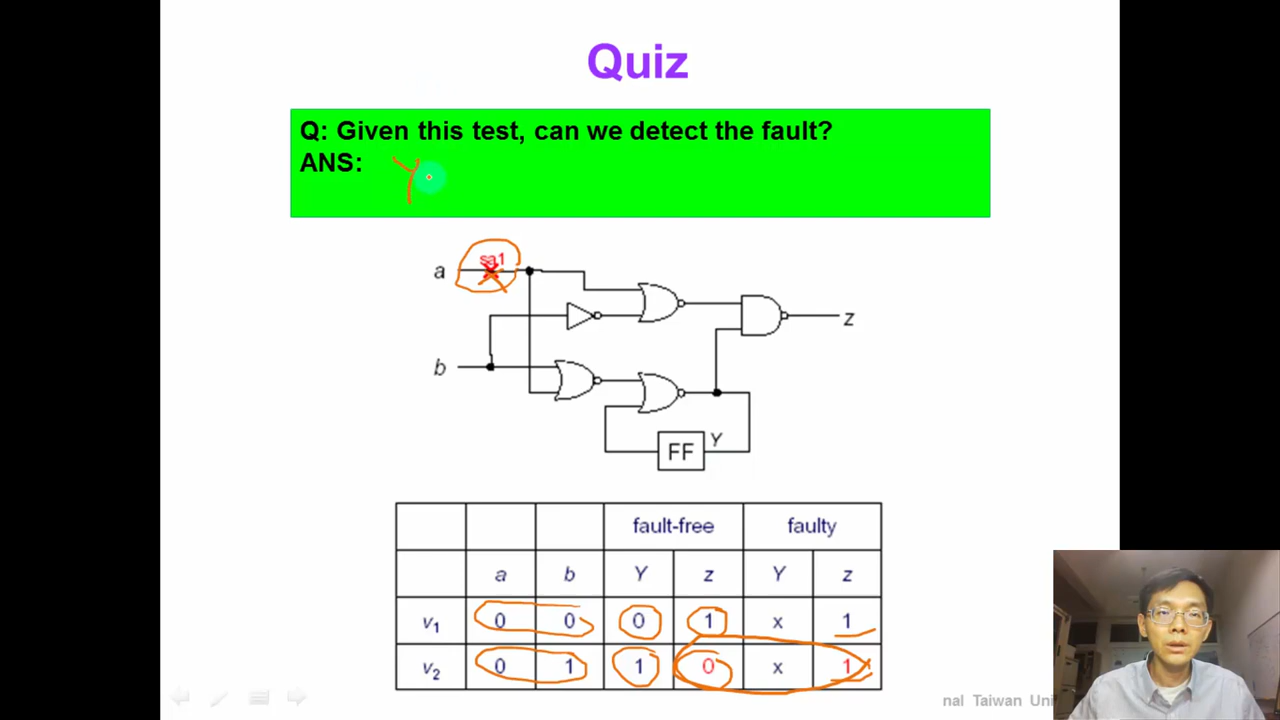 Quiz
Q: Given this test, can we detect the fault?
ANS: Y
sa1
a
z
b
Y
FF
fault-free faulty
a b Y z Y z
v1 0 0 0 1 x 1
v2 0 1 1 0 x 1
nal Taiwan Uni